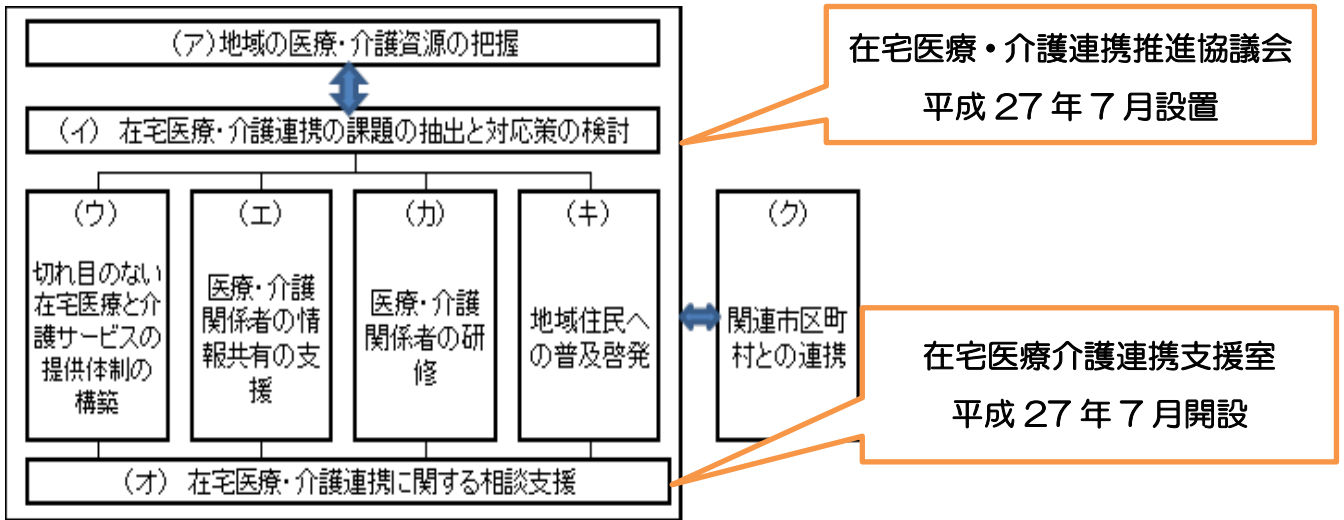 (ア)地域の医療・介護資源の把握
(イ) 在宅医療・介護連携の課題の抽出と対応策の検討
(ウ)
切れ目のない
在宅医療と介
護サービスの
提供体制の
構築
(エ)
医療・介護
関係者の情
報共有の支
援
(カ)
医療・介護
関係者の研
修
(キ)
地域住民へ
の普及啓発
(ク)
関連市区町
村との連携
(オ) 在宅医療・介護連携に関する相談支援
在宅医療・介護連携推進協議会
平成 27 年 7 月設置
在宅医療介護連携支援室
平成 27 年 7 月開設